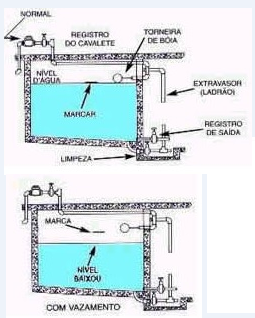 NORMAL
REGISTRO
DO CAVALETE
TORNEIRA
DE BÓIA
NÍVEL
D'ÁGUA
MARCAR
EXTRAVASOR
(LADRÃO)
REGISTRO
DE SAÍDA
LIMPEZA
MARCA
NÍVEL
BAIXOU
COM VAZAMENTO